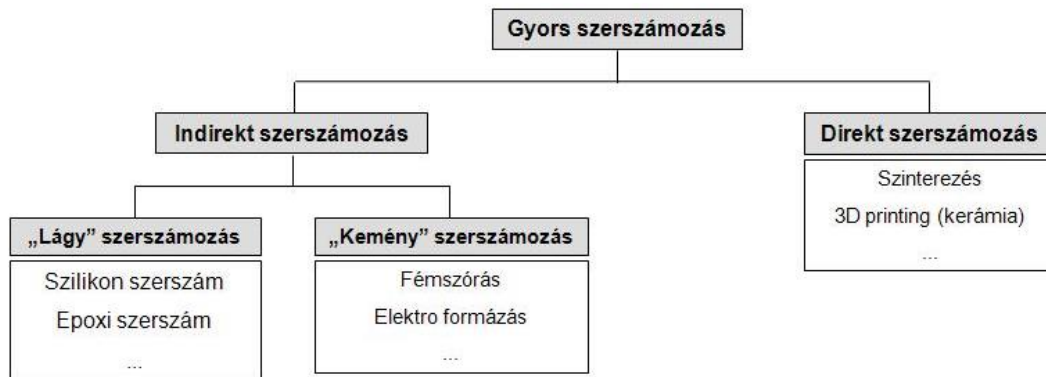 Gyors szerszámozás
Indirekt szerszámozás
Direkt szerszámozás
Szinterezés
3D printing (kerámia)
...
„Lágy” szerszámozás
Szilikon szerszám
Epoxi szerszám
...
„Kemény” szerszámozás
Fémszórás
Elektro formázás
...